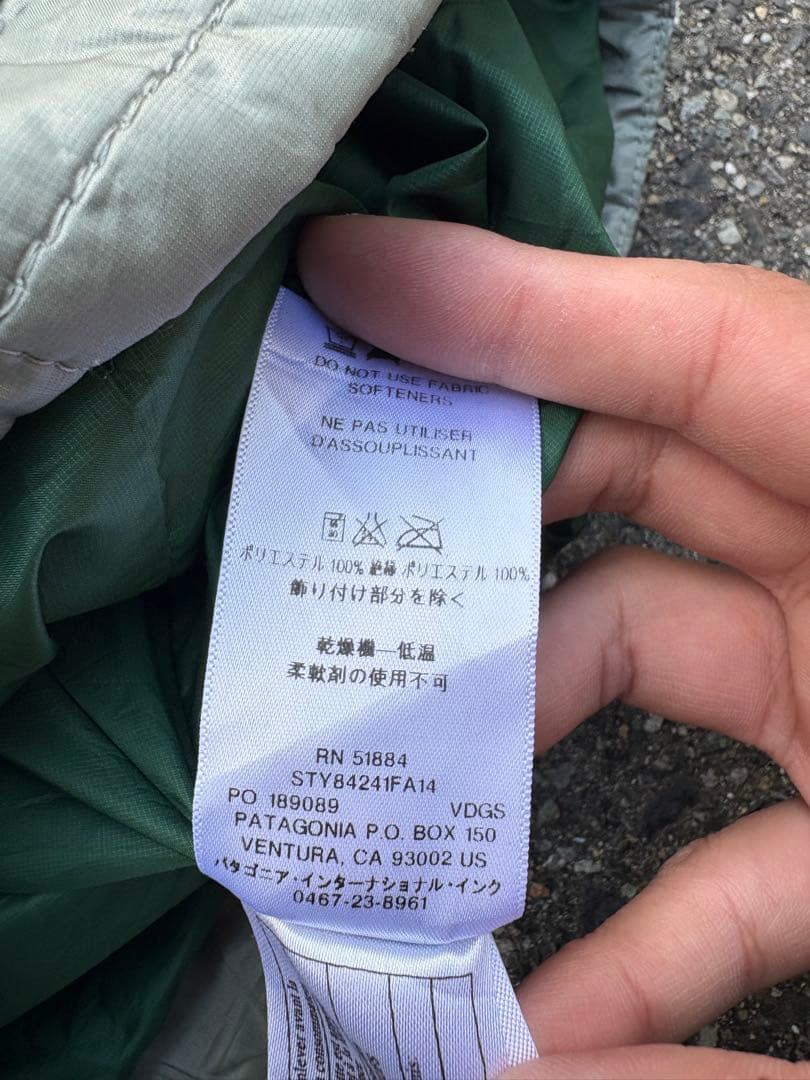 DO NOT USE FABRIC
SOFTENERS
NE PAS UTILISER
D'ASSOUPLISSANT
ポリエステル 100% 絶縁 ポリエステル 100%
飾り付け部分を除く
乾燥機—低温
柔軟剤の使用不可
RN 51884
STY84241FA14
PO 189089 VDGS
PATAGONIA P.O. BOX 150
VENTURA, CA 93002 US
パタゴニア・インターナショナル・インク
0467-23-8961